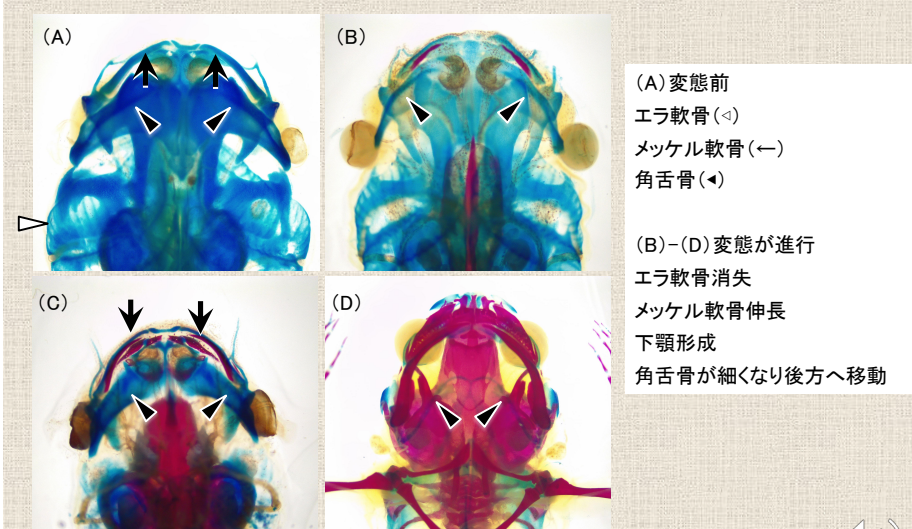 (A)
(B)
(C)
(D)
(A)変態前
エラ軟骨(◁)
メッケル軟骨(←)
角舌骨(◀)
(B)-(D)変態が進行
エラ軟骨消失
メッケル軟骨伸長
下顎形成
角舌骨が細くなり後方へ移動